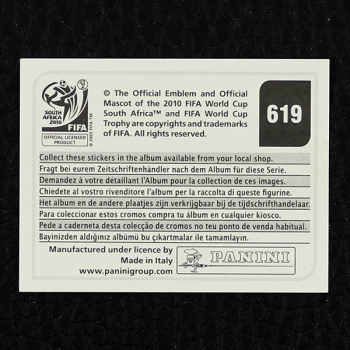 SOUTH AFRICA
2010
FIFA
OFFICIAL LICENSED
PRODUCT
© The Official Emblem and Official
Mascot of the 2010 FIFA World Cup
South Africa™ and FIFA World Cup
Trophy are copyrights and trademarks
of FIFA. All rights reserved.
619
Collect these stickers in the album available from your local shop.
Fragt bei eurem Zeitschriftenhändler nach dem Album für diese Serie.
Demandez à votre détaillant l'Album pour la collection de ces images.
Chiedete al vostro rivenditore l'album per la raccolta di queste figurine.
Het album en de andere plaatjes zijn verkrijgbaar bij de tijdschrifthandelaar.
Para coleccionar estos cromos compra tu álbum en cualquier kiosco.
Pede a caderneta desta colecção de cromos no teu ponto de venda habitual.
Bayinizden aldığınız albümü bu çıkartmalar ile tamamlayın.
Manufactured under licence by
Made in Italy
www.paninigroup.com
PANINI